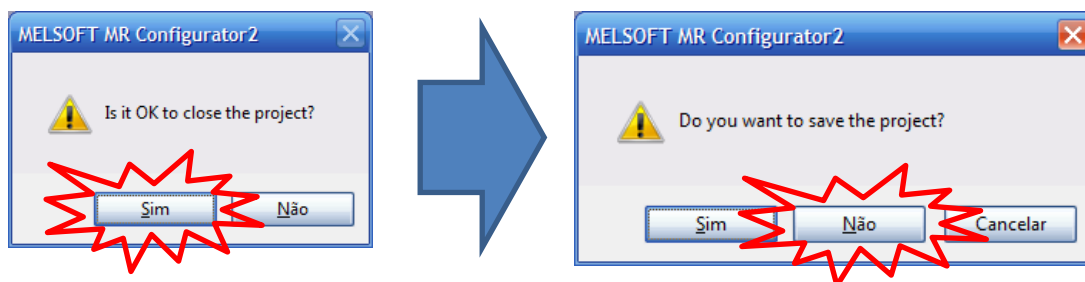 MELSOFT MR Configurator2
Is it OK to close the project?
Sim Não
MELSOFT MR Configurator2
Do you want to save the project?
Sim Não Cancelar